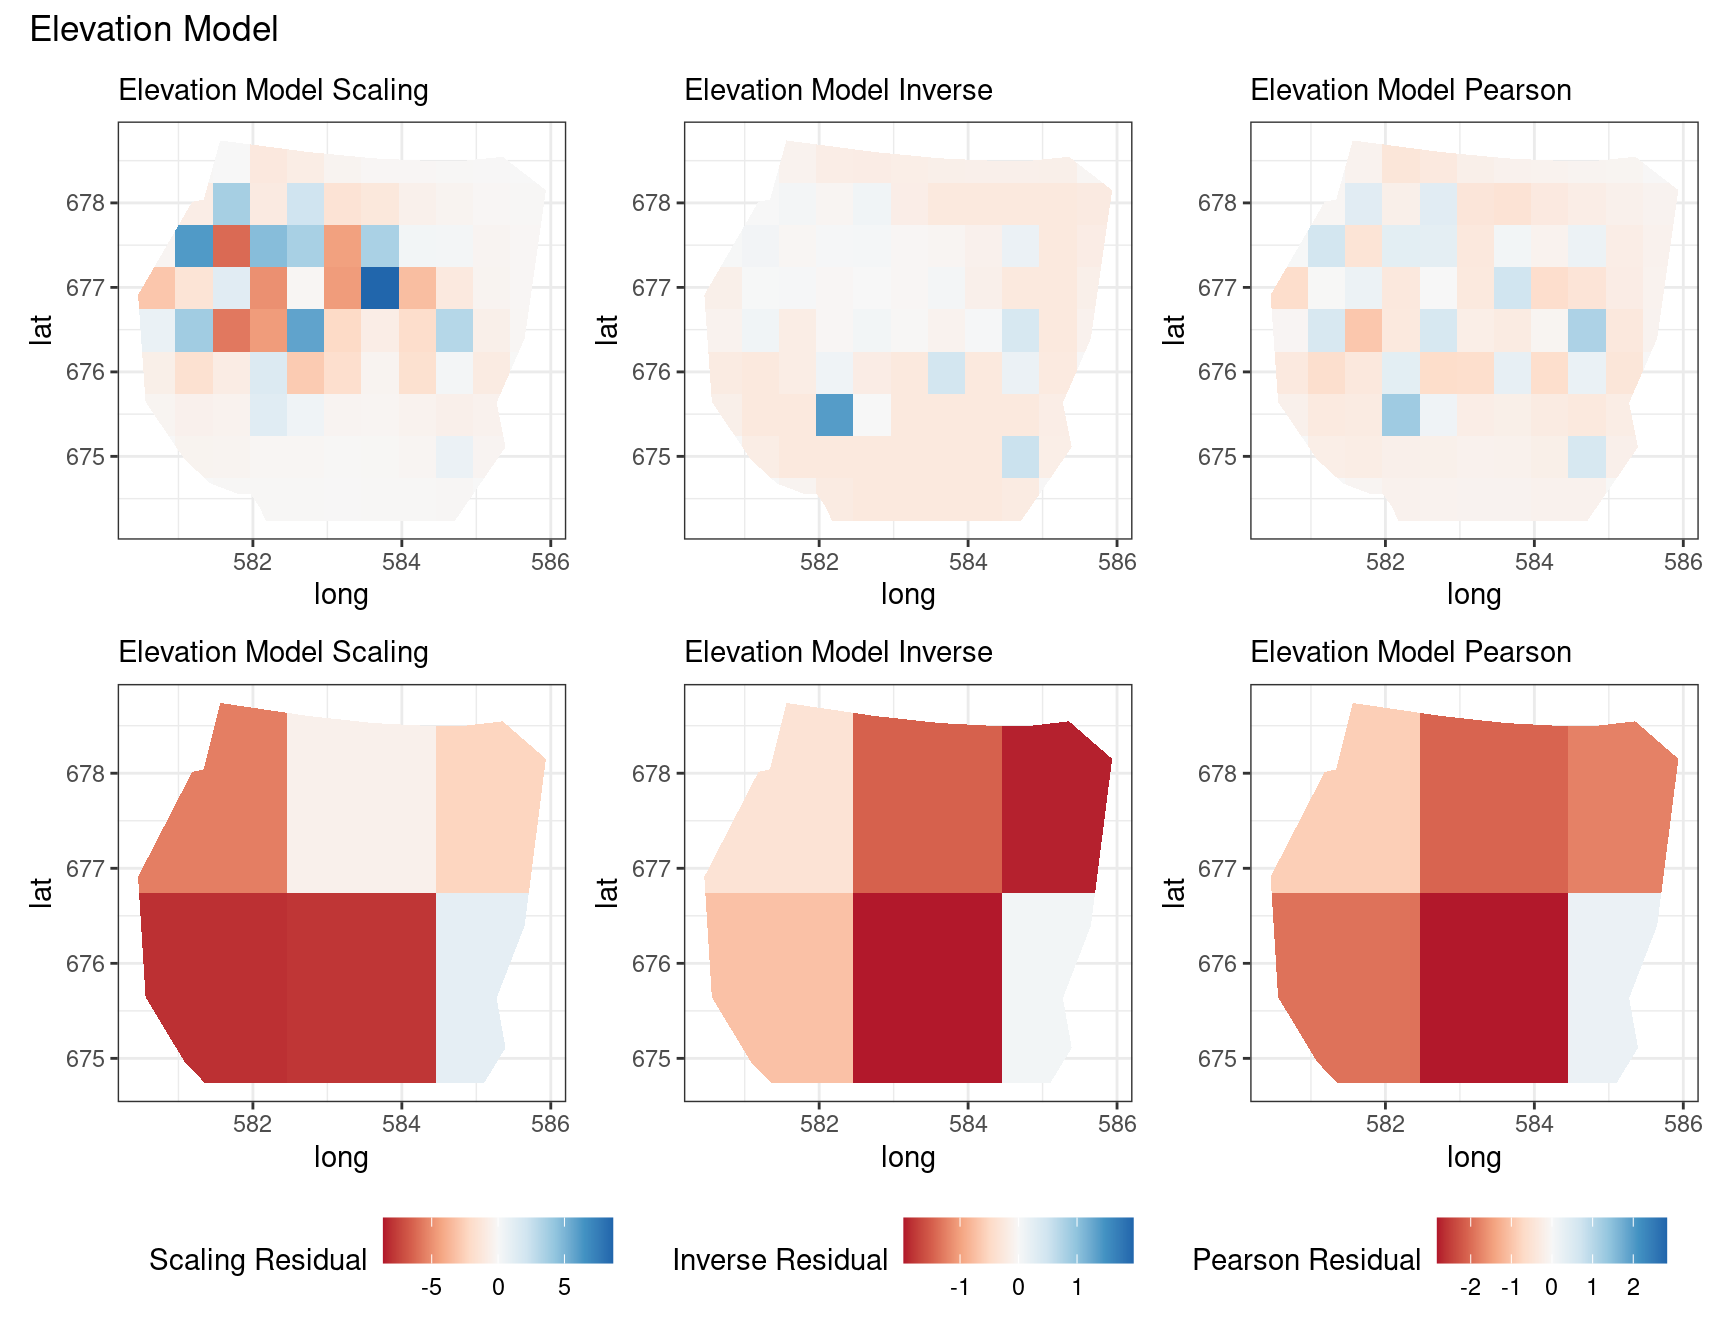 Elevation Model
Elevation Model Scaling
Elevation Model Inverse
Elevation Model Pearson
678
677
676
675
lat
582
584
586
long
678
677
676
675
lat
582
584
586
long
678
677
676
675
lat
582
584
586
long
Elevation Model Scaling
Elevation Model Inverse
Elevation Model Pearson
678
677
676
675
lat
582
584
586
long
678
677
676
675
lat
582
584
586
long
678
677
676
675
lat
582
584
586
long
Scaling Residual
-5
0
5
Inverse Residual
-1
0
1
Pearson Residual
-2
-1
0
1
2